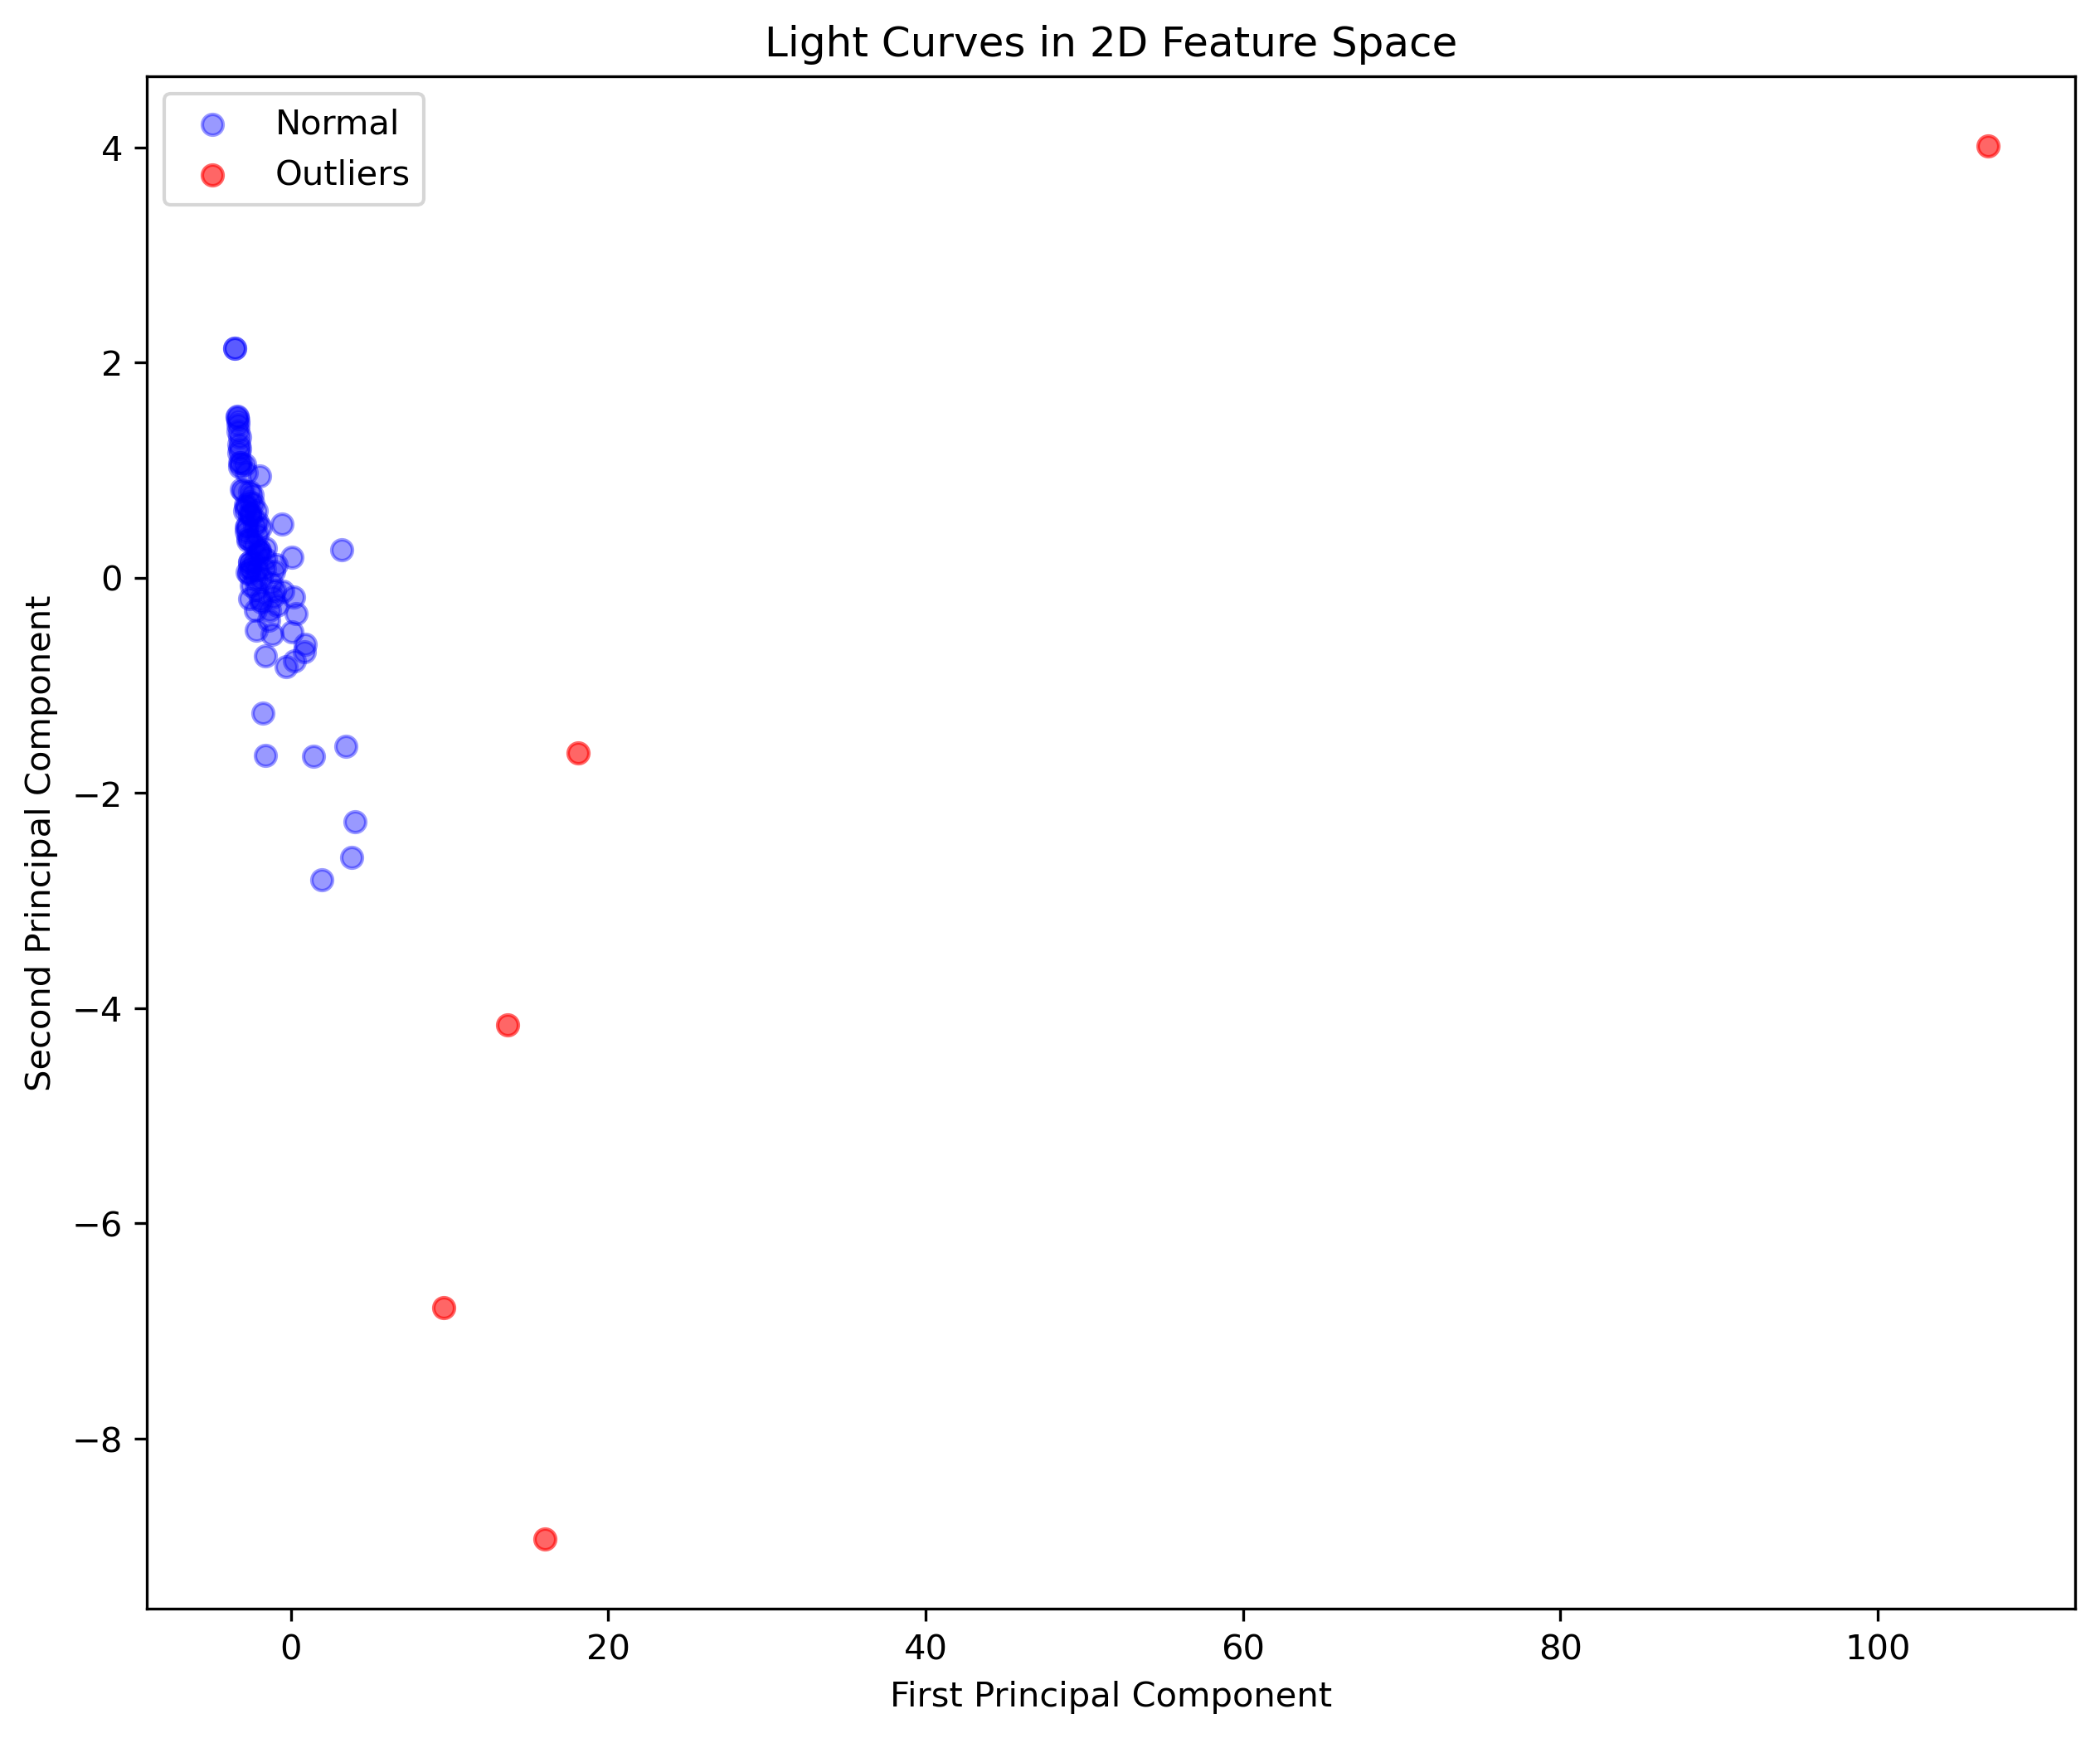 Light Curves in 2D Feature Space
Normal
Outliers
4
2
0
−2
−4
−6
−8
Second Principal Component
0 20 40 60 80 100
First Principal Component